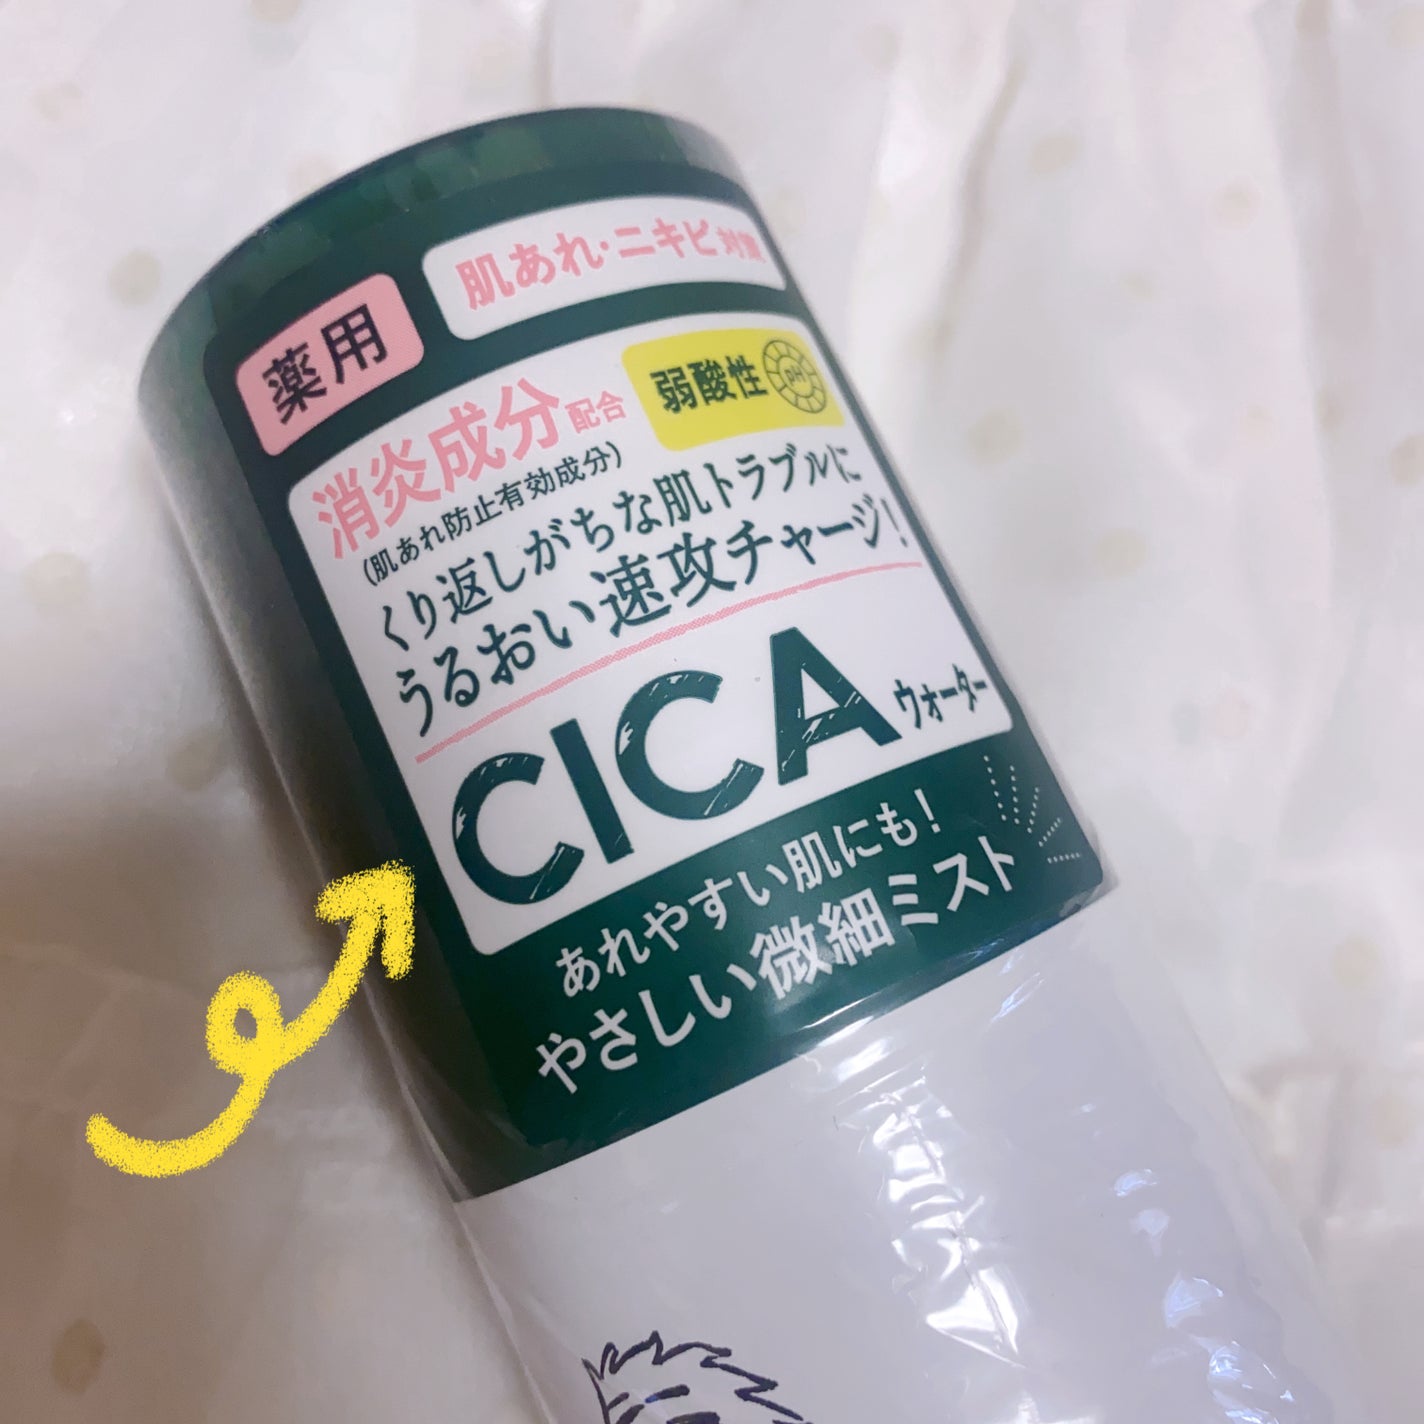 薬用
肌あれ・ニキビ対策
消炎成分配合
弱酸性 pH
(肌あれ防止有効成分)
くり返しがちな肌トラブルに
うるおい速攻チャージ!
CICA ウォーター
あれやすい肌にも!
やさしい微細ミスト